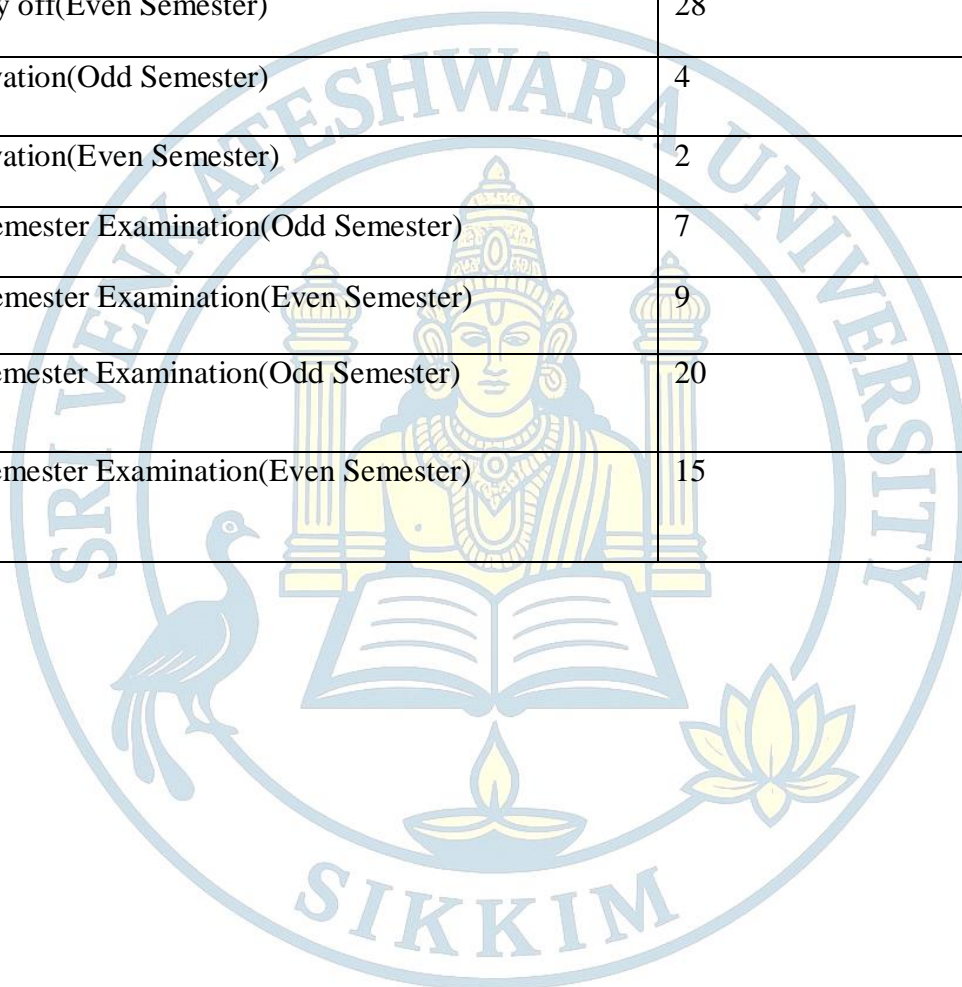 y off(Even Semester) 28
vation(Odd Semester) 4
vation(Even Semester) 2
emester Examination(Odd Semester) 7
emester Examination(Even Semester) 9
emester Examination(Odd Semester) 20
emester Examination(Even Semester) 15
SRI VENKATESHWARA UNIVERSITY
SIKKIM